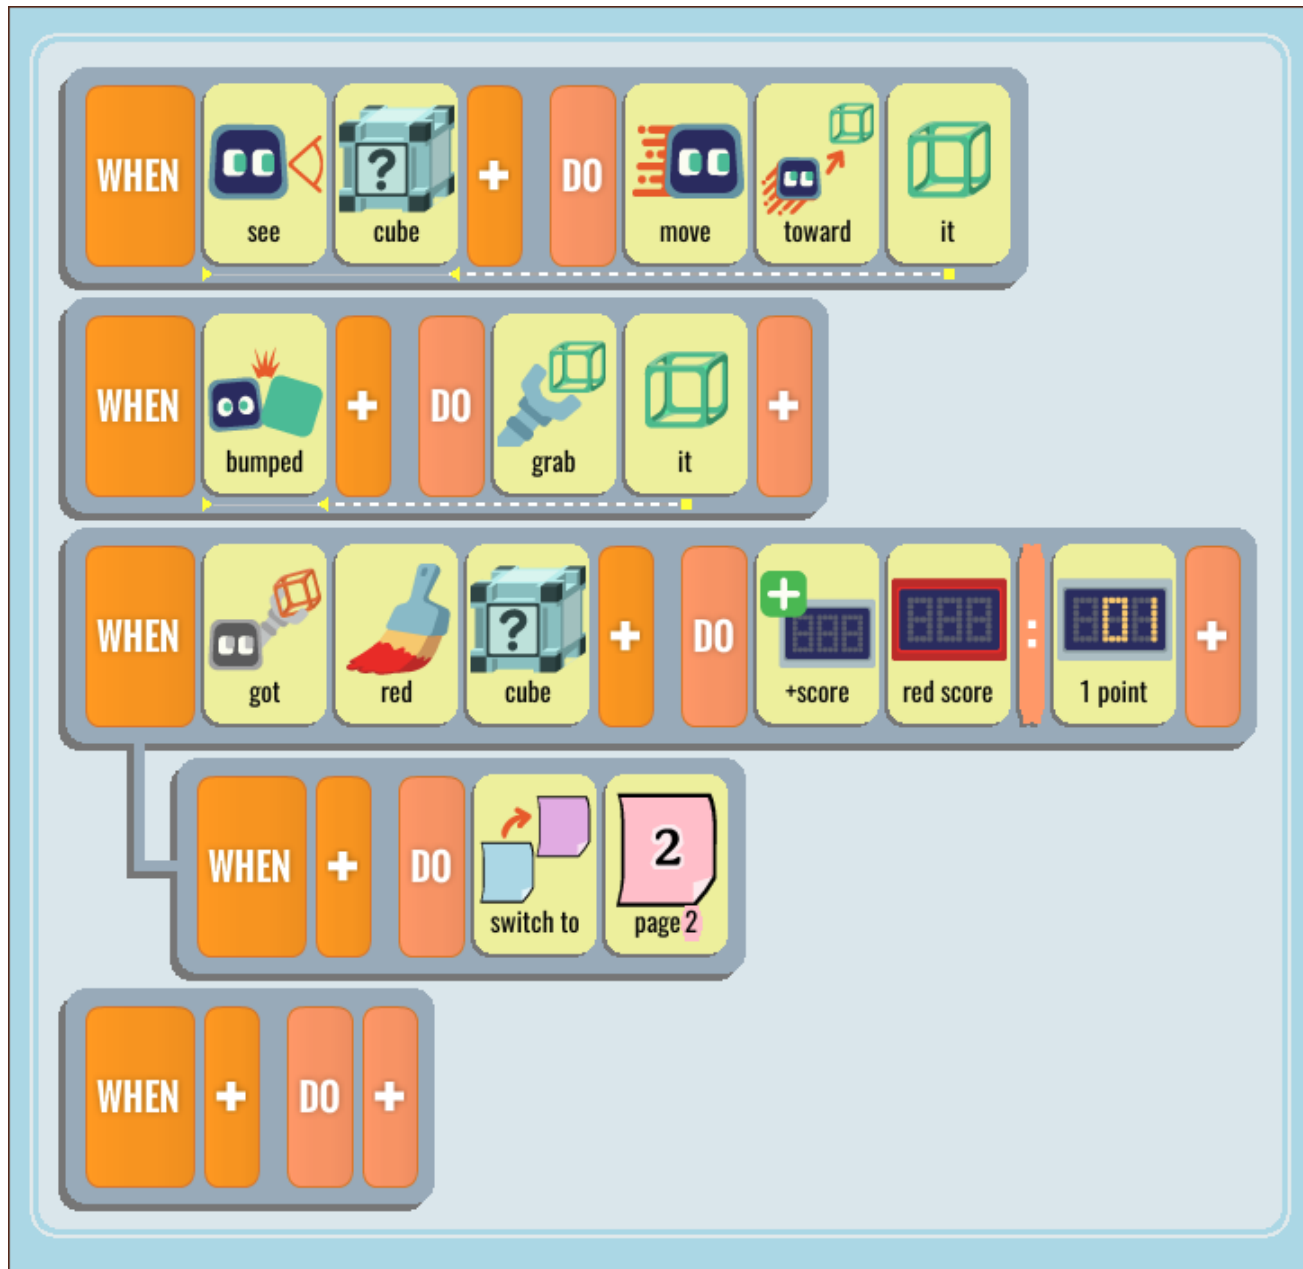 WHEN see ? cube + DO move toward it
WHEN bumped + DO grab it +
WHEN got red ? cube + DO + +score red score : 01 1 point +
WHEN + DO switch to 2 page 2
WHEN + DO +